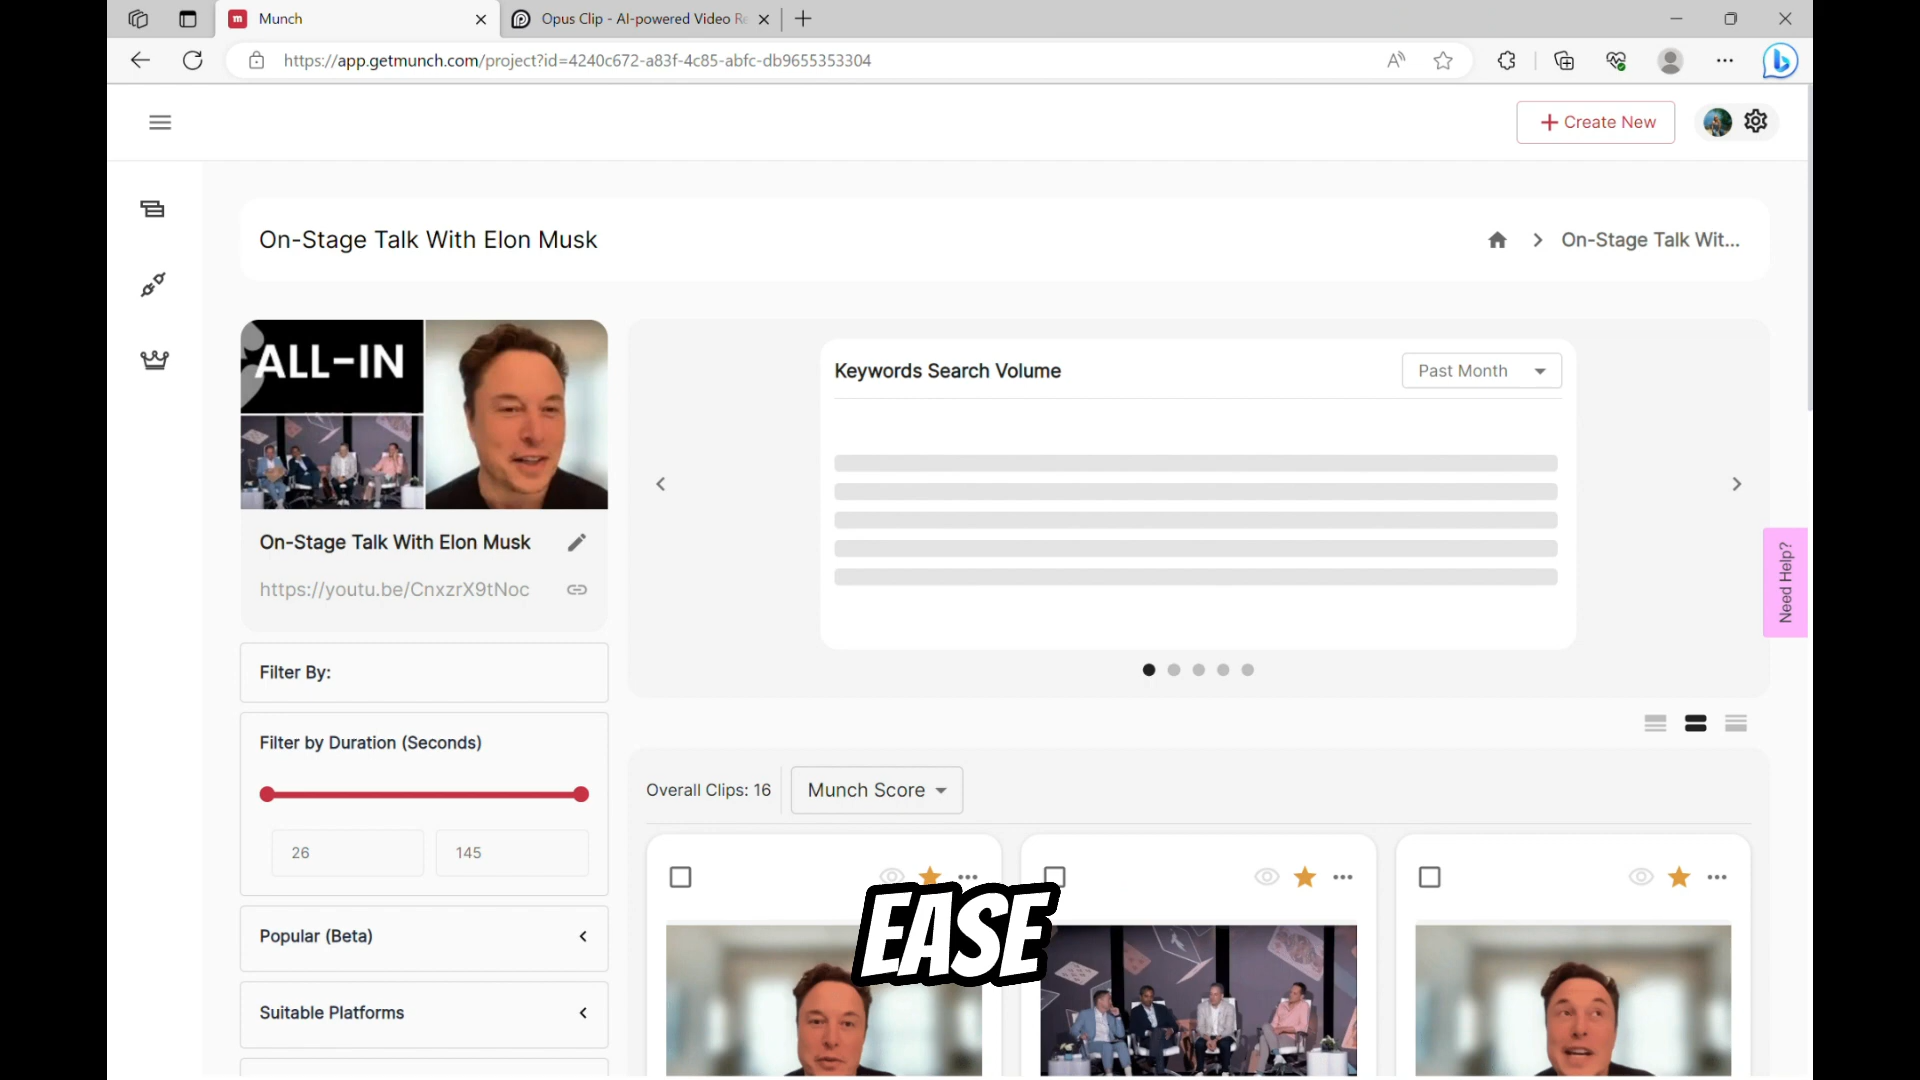 Munch
Opus Clip - AI-powered Video Re
https://app.getmunch.com/project?id=4240c672-a83f-4c85-abfc-db9655353304
+ Create New
On-Stage Talk With Elon Musk
On-Stage Talk Wit...
ALL-IN
Keywords Search Volume
Past Month
On-Stage Talk With Elon Musk
https://youtu.be/CnxzrX9tNoc
Need Help?
Filter By:
Filter by Duration (Seconds)
26
145
Overall Clips: 16
Munch Score
EASE
Popular (Beta)
Suitable Platforms